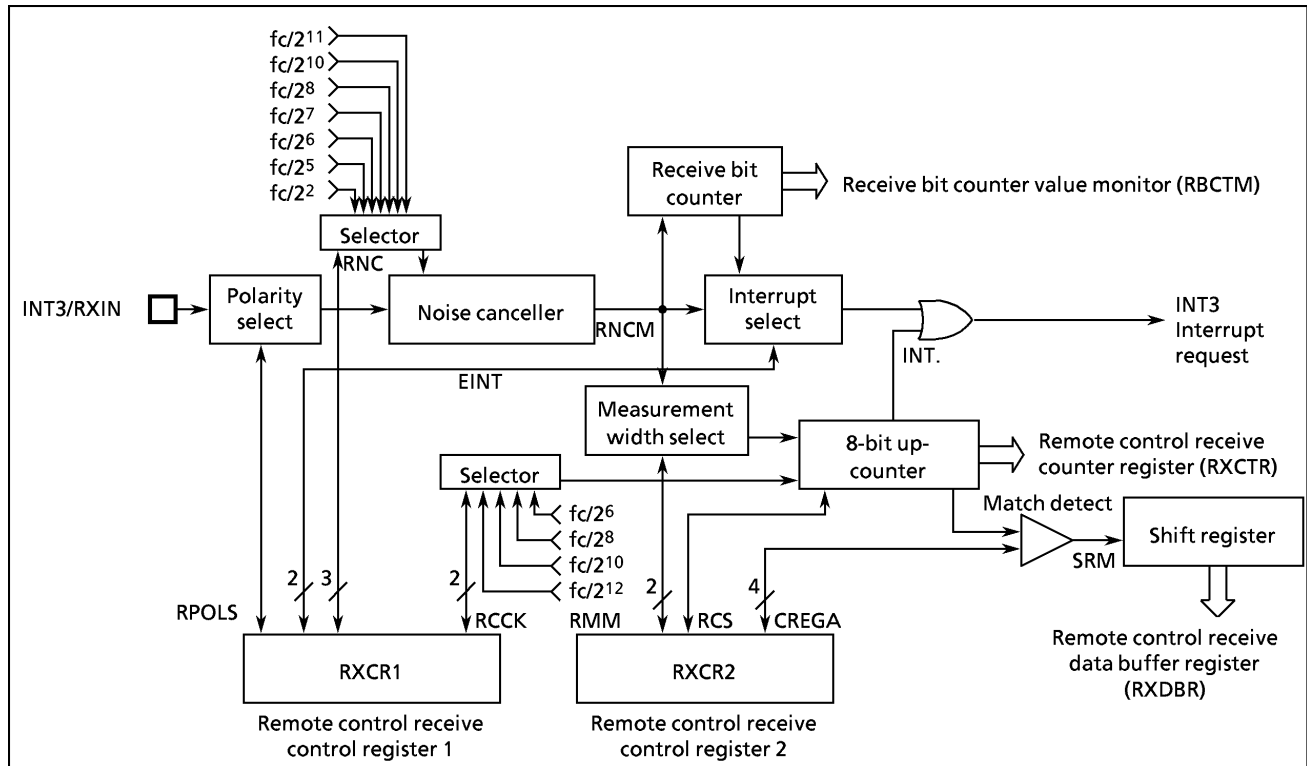 fc/2¹¹
fc/2¹⁰
fc/2⁸
fc/2⁷
fc/2⁶
fc/2⁵
fc/2²
Selector
RNC
Receive bit
counter
Receive bit counter value monitor (RBCTM)
INT3/RXIN
Polarity
select
Noise canceller
RNCM
Interrupt
select
INT.
INT3
Interrupt
request
EINT
Measurement
width select
8-bit up-
counter
Remote control receive
counter register (RXCTR)
Selector
fc/2⁶
fc/2⁸
fc/2¹⁰
fc/2¹²
Match detect
SRM
Shift register
2
3
2
2
4
RPOLS
RCCK
RMM
RCS
CREGA
RXCR1
RXCR2
Remote control receive
data buffer register
(RXDBR)
Remote control receive
control register 1
Remote control receive
control register 2